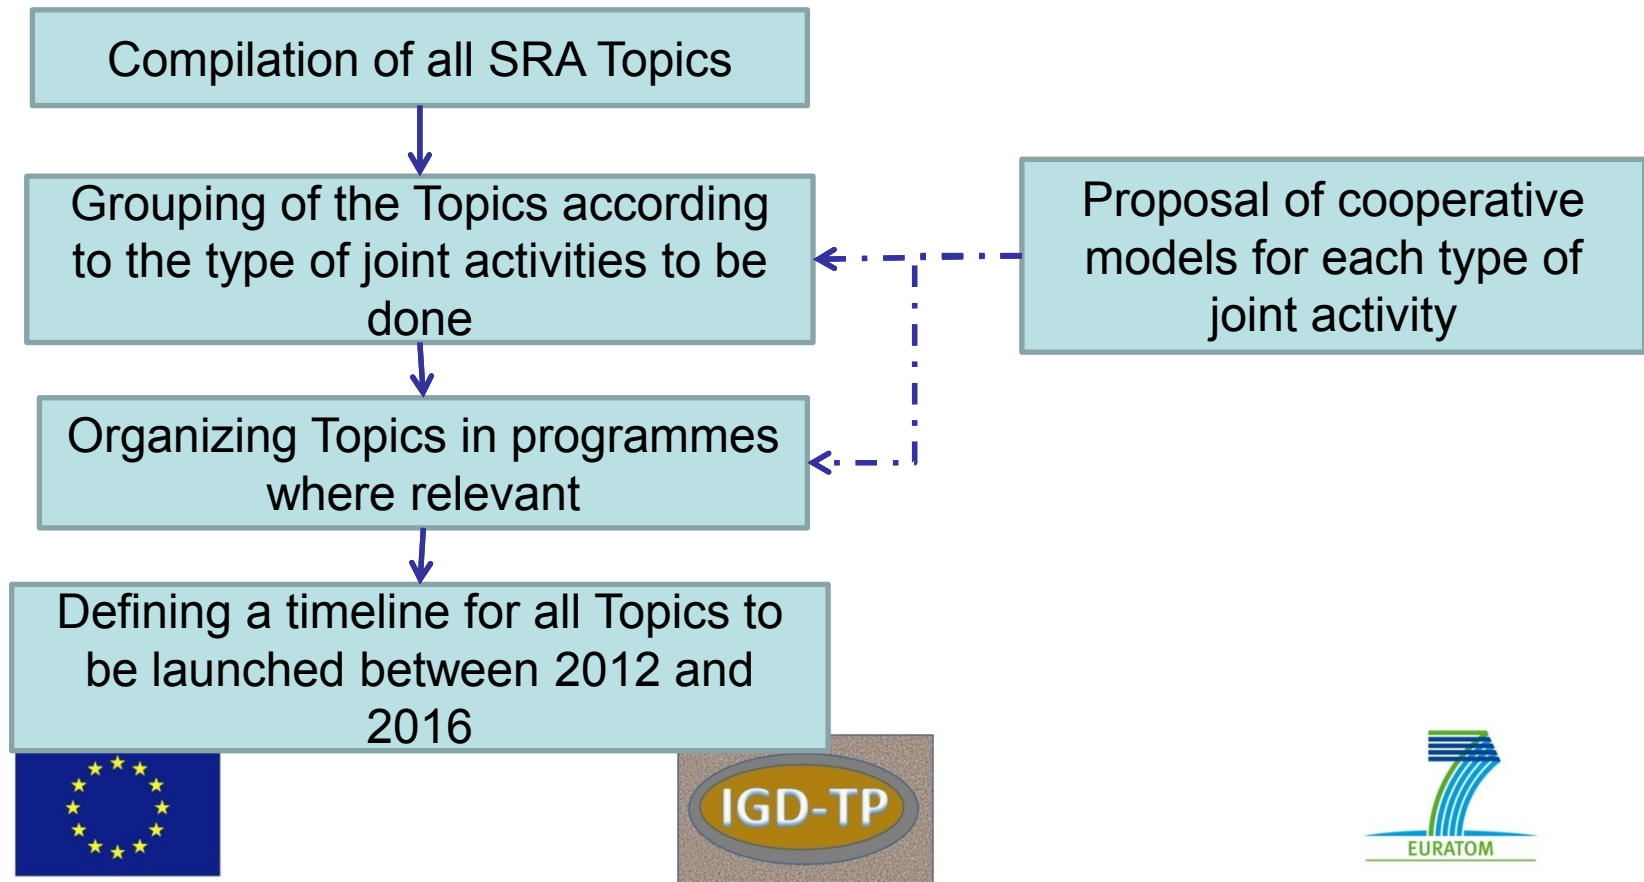 Compilation of all SRA Topics
Grouping of the Topics according
to the type of joint activities to be
done
Proposal of cooperative
models for each type of
joint activity
Organizing Topics in programmes
where relevant
Defining a timeline for all Topics to
be launched between 2012 and
2016
IGD-TP
7
EURATOM